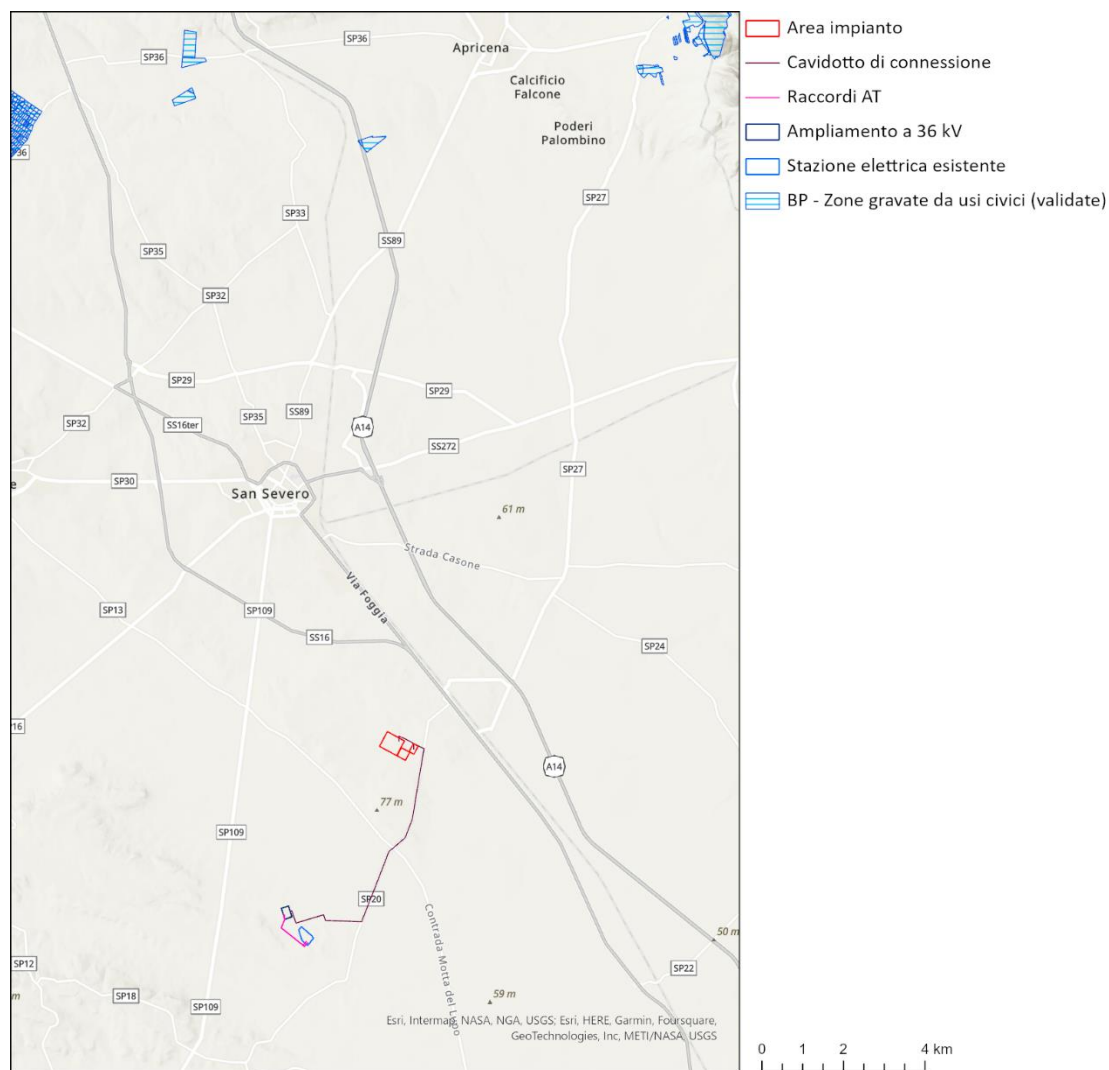 Area impianto
Cavidotto di connessione
Raccordi AT
Ampliamento a 36 kV
Stazione elettrica esistente
BP - Zone gravate da usi civici (validate)
SP36
Apricena
SP36
Calcificio
Falcone
Poderi
Palombino
36
SP27
SP33
SS89
SP35
SP32
SP29
SP29
SP35
SS89
SP32
SS16ter
A14
SS272
SP27
SP30
e
San Severo
61 m
Strada Casone
Via Foggia
SP13
SP109
SS16
SP24
16
A14
77 m
SP109
SP20
Contrada Motta del Lupo
50 m
SP12
SP22
m
SP18
SP109
59 m
Esri, Intermap, NASA, NGA, USGS; Esri, HERE, Garmin, Foursquare,
GeoTechnologies, Inc, METI/NASA, USGS
0 1 2 4 km